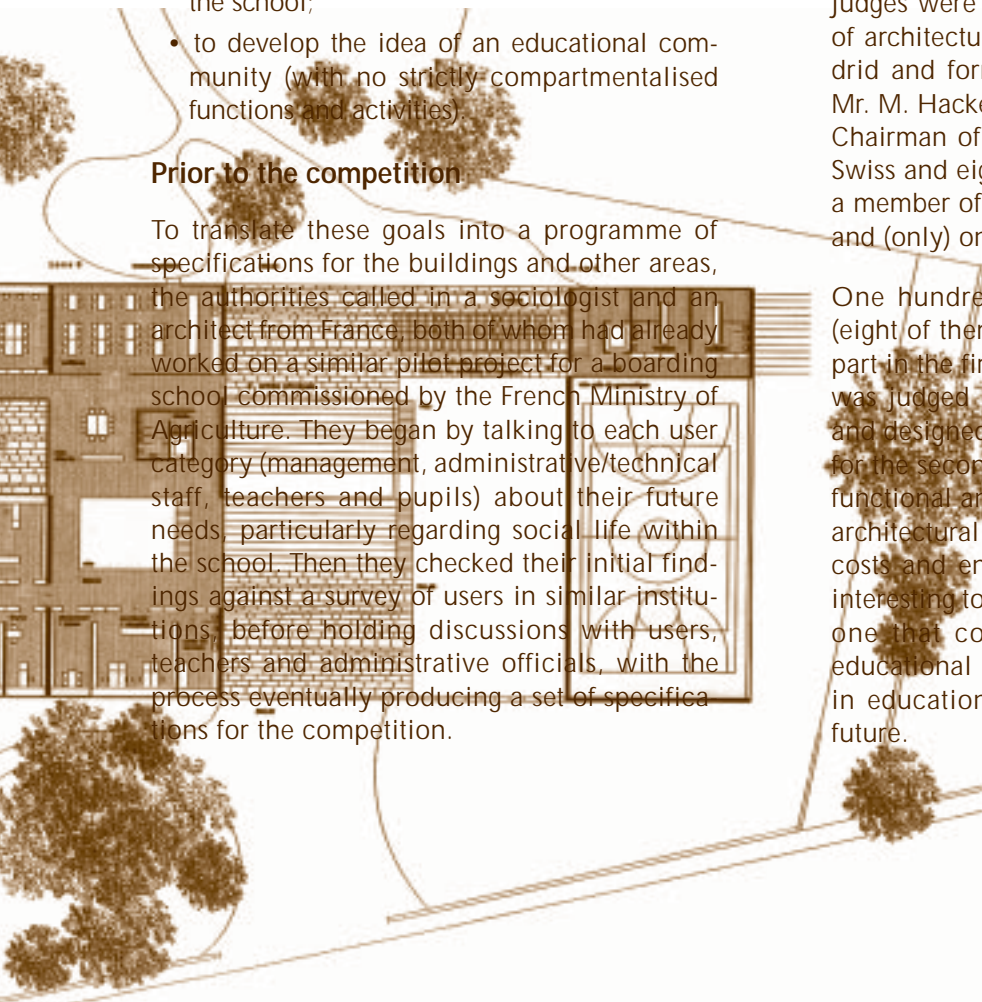 the school;
• to develop the idea of an educational com-
munity (with no strictly compartmentalised
functions and activities).
Prior to the competition
To translate these goals into a programme of
specifications for the buildings and other areas,
the authorities called in a sociologist and an
architect from France, both of whom had already
worked on a similar pilot project for a boarding
school commissioned by the French Ministry of
Agriculture. They began by talking to each user
category (management, administrative/technical
staff, teachers and pupils) about their future
needs, particularly regarding social life within
the school. Then they checked their initial find-
ings against a survey of users in similar institu-
tions, before holding discussions with users,
teachers and administrative officials, with the
process eventually producing a set of specifica-
tions for the competition.
judges were
of architectu
drid and for
Mr. M. Hack
Chairman of
Swiss and eig
a member of
and (only) or
One hundre
(eight of ther
part in the fir
was judged
and designed
for the secon
functional an
architectural
costs and en
interesting to
one that co
educational
in education
future.